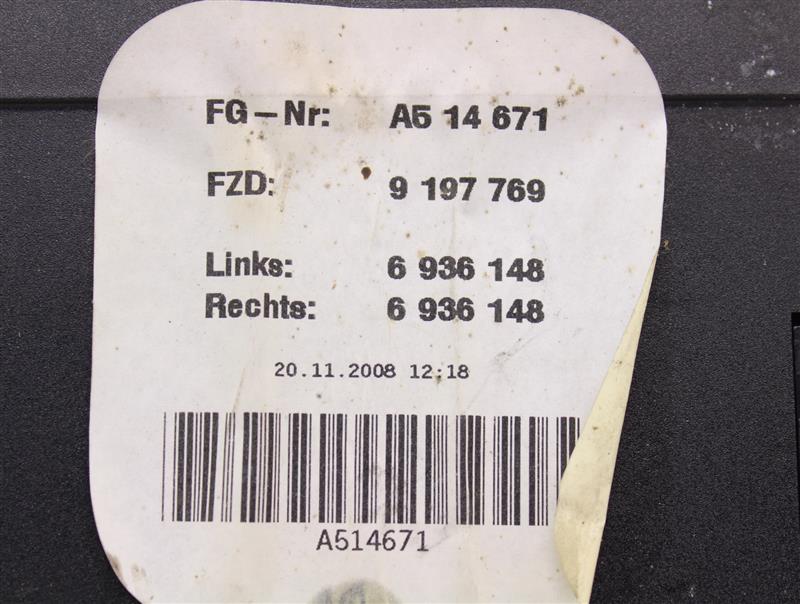 FG-Nr: A5 14 671
FZD: 9 197 769
Links: 6 936 148
Rechts: 6 936 148
20.11.2008 12:18
A514671